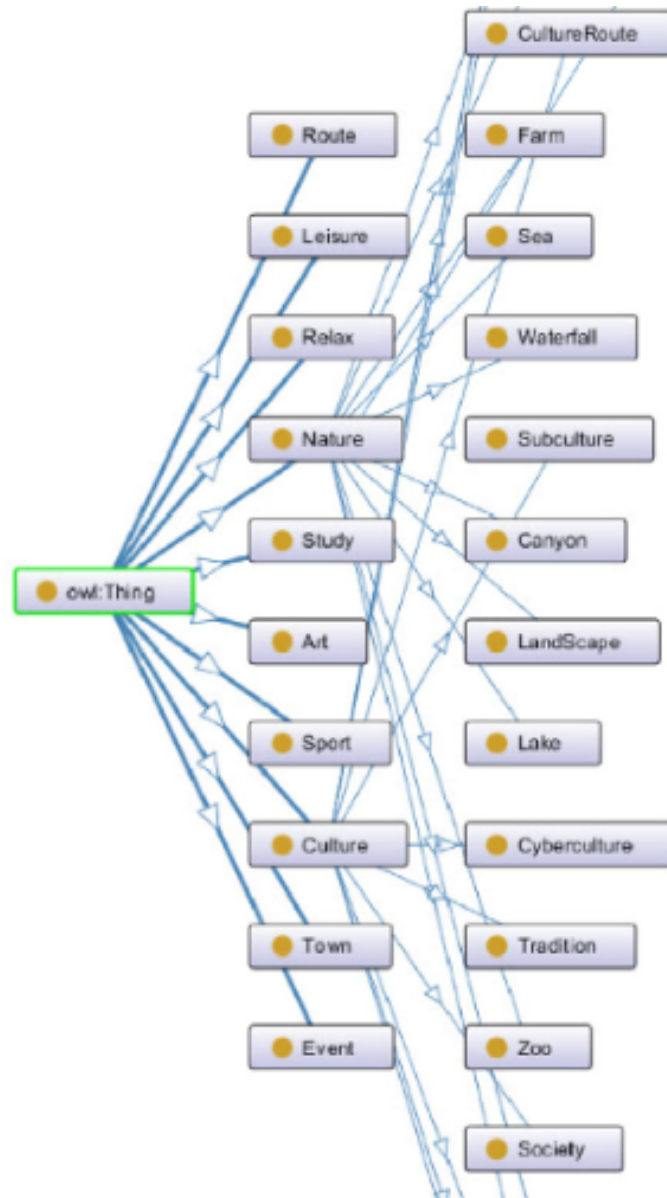 CultureRoute
Route
Farm
Leisure
Sea
Relax
Waterfall
Nature
Subculture
Study
Canyon
owl:Thing
Art
LandScape
Sport
Lake
Culture
Cyberculture
Town
Tradition
Event
Zoo
Society